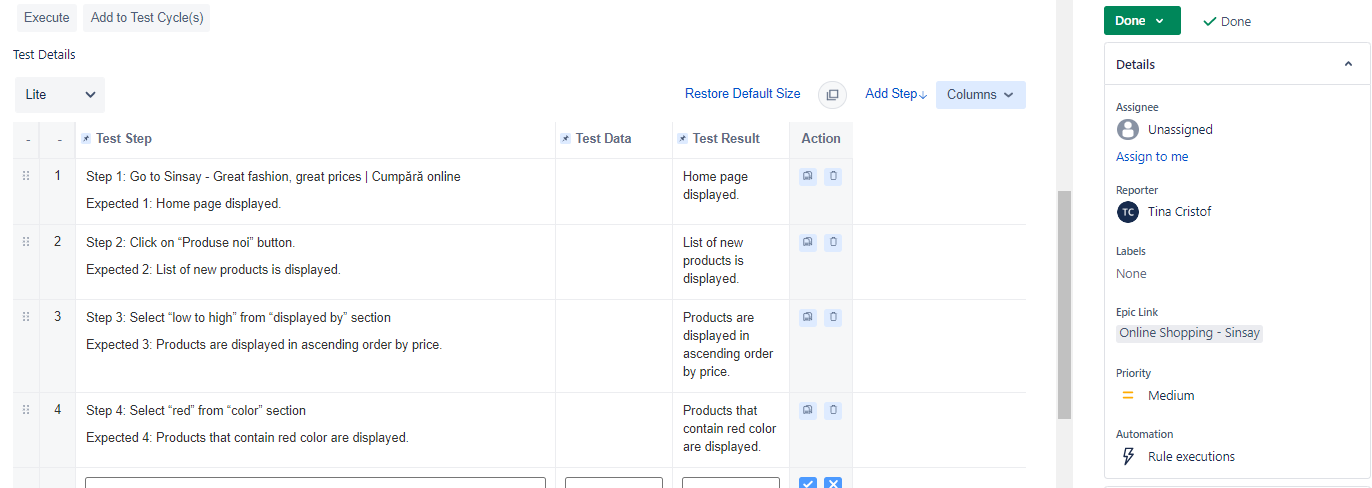 Execute
Add to Test Cycle(s)
Test Details
Lite
Restore Default Size
Add Step↓
Columns
-
-
Test Step
Test Data
Test Result
Action
1
Step 1: Go to Sinsay - Great fashion, great prices | Cumpără online
Expected 1: Home page displayed.
Home page
displayed.
2
Step 2: Click on “Produse noi” button.
Expected 2: List of new products is displayed.
List of new
products is
displayed.
3
Step 3: Select “low to high” from “displayed by” section
Expected 3: Products are displayed in ascending order by price.
Products are
displayed in
ascending order
by price.
4
Step 4: Select “red” from “color” section
Expected 4: Products that contain red color are displayed.
Products that
contain red color
are displayed.
Done
Done
Details
Assignee
Unassigned
Assign to me
Reporter
TC
Tina Cristof
Labels
None
Epic Link
Online Shopping - Sinsay
Priority
Medium
Automation
Rule executions